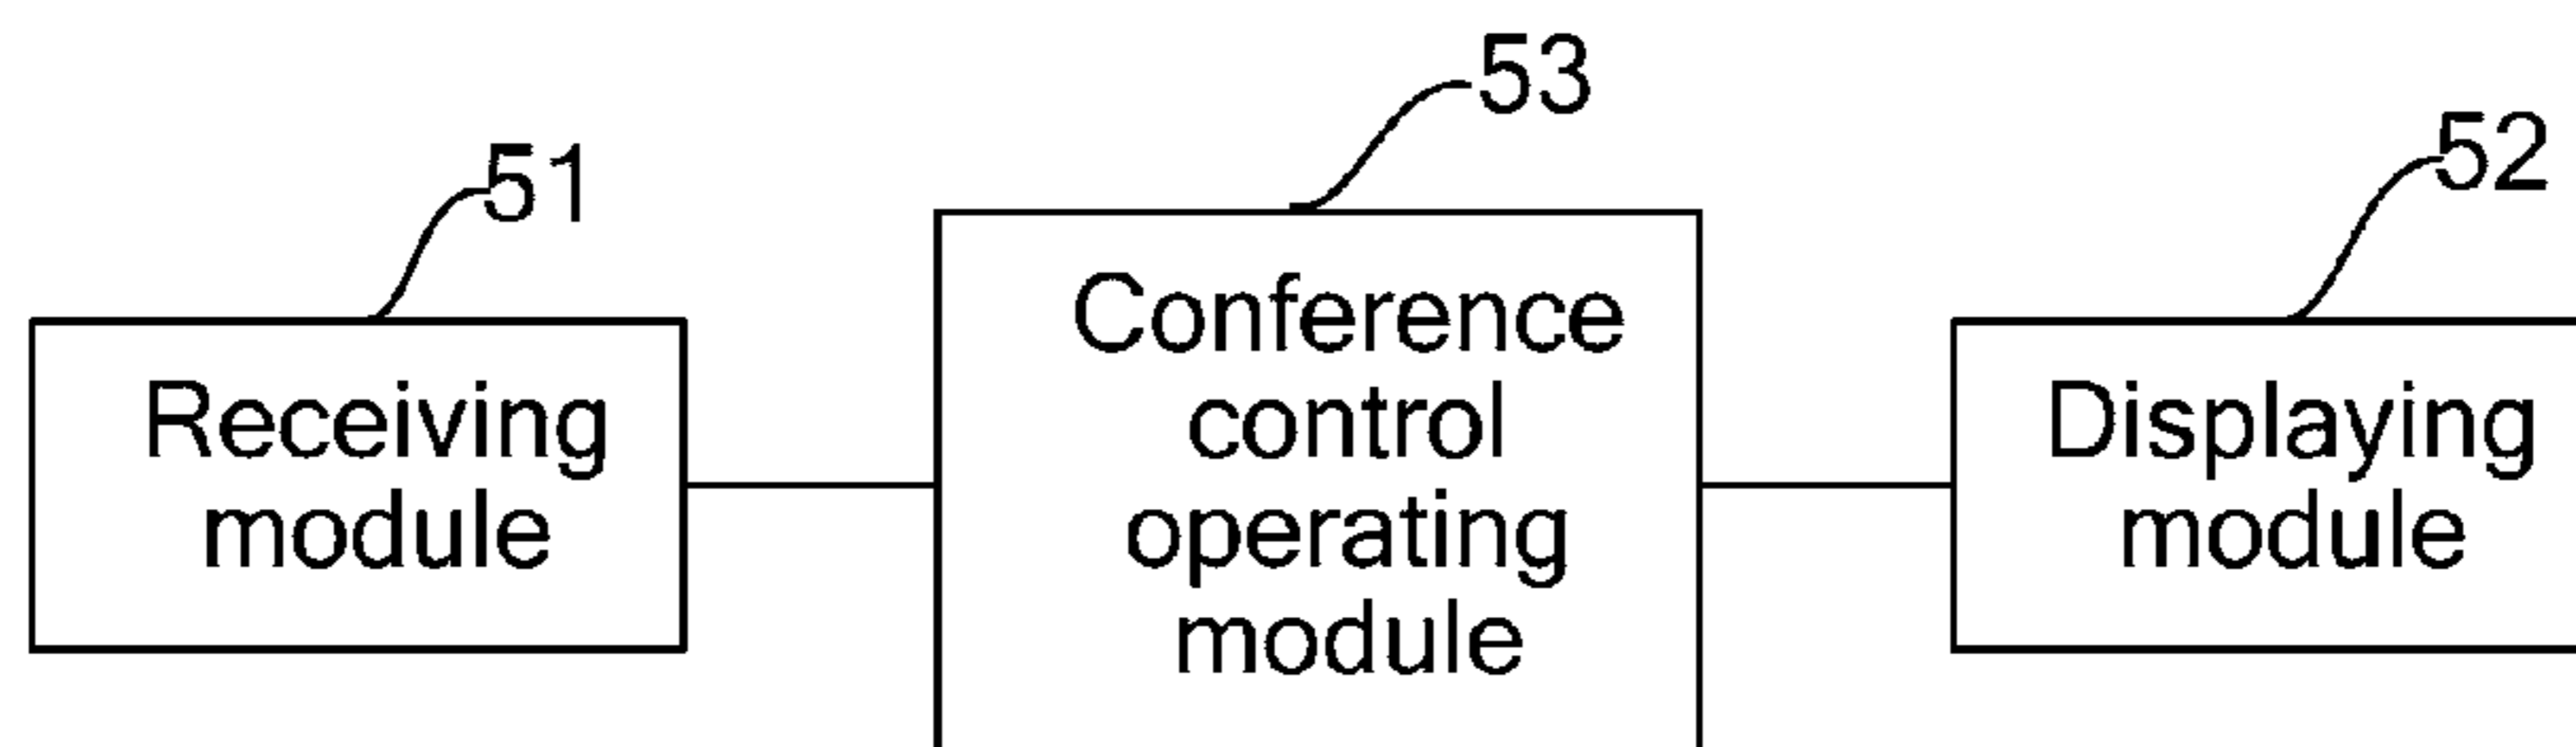 51
53
52
Receiving
module
Conference
control
operating
module
Displaying
module